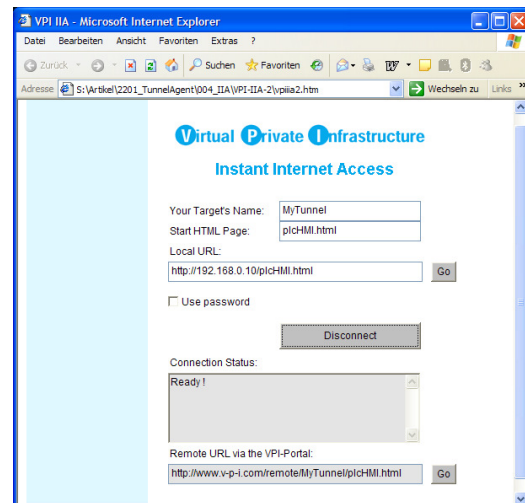 VPI IIA - Microsoft Internet Explorer
Datei Bearbeiten Ansicht Favoriten Extras ?
Zurück Suchen Favoriten
Adresse S:\Artikel\2201_TunnelAgent\004_IIA\VPI-IIA-2\vpiiia2.htm Wechseln zu Links »
Virtual Private Infrastructure
Instant Internet Access
Your Target's Name: MyTunnel
Start HTML Page: plcHMI.html
Local URL:
http://192.168.0.10/plcHMI.html Go
Use password
Disconnect
Connection Status:
Ready!
Remote URL via the VPI-Portal:
http://www.v-p-i.com/remote/MyTunnel/plcHMI.html Go